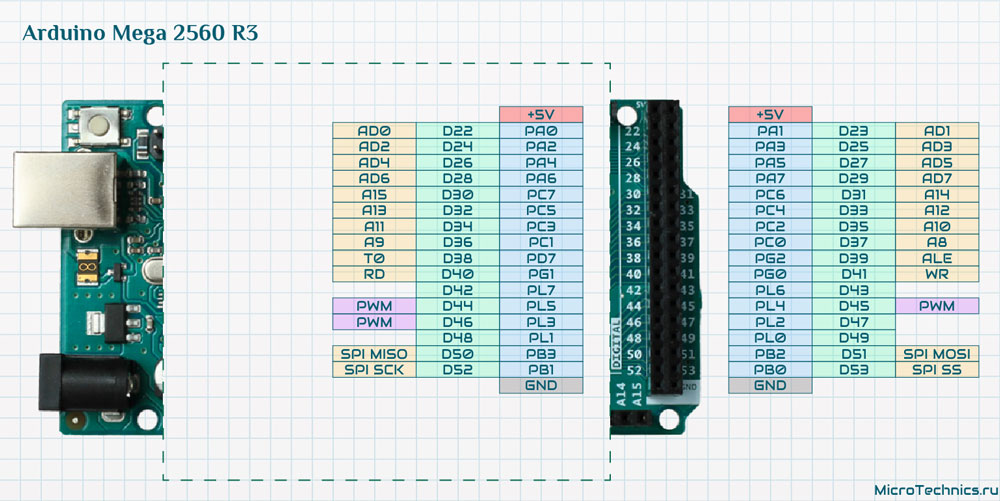 Arduino Mega 2560 R3
+5V 5V +5V
AD0 D22 PA0 22 PA1 D23 AD1
AD2 D24 PA2 24 PA3 D25 AD3
AD4 D26 PA4 26 PA5 D27 AD5
AD6 D28 PA6 28 PA7 D29 AD7
A15 D30 PC7 30 31 PC6 D31 A14
A13 D32 PC5 32 33 PC4 D33 A12
A11 D34 PC3 34 35 PC2 D35 A10
A9 D36 PC1 36 37 PC0 D37 A8
T0 D38 PD7 38 39 PG2 D39 ALE
RD D40 PG1 40 41 PG0 D41 WR
D42 PL7 42 43 PL6 D43
PWM D44 PL5 44 45 PL4 D45 PWM
PWM D46 PL3 46 47 PL2 D47
D48 PL1 48 49 PL0 D49
SPI MISO D50 PB3 50 51 PB2 D51 SPI MOSI
SPI SCK D52 PB1 52 53 PB0 D53 SPI SS
GND GND GND
DIGITAL
A14
A15
MicroTechnics.ru